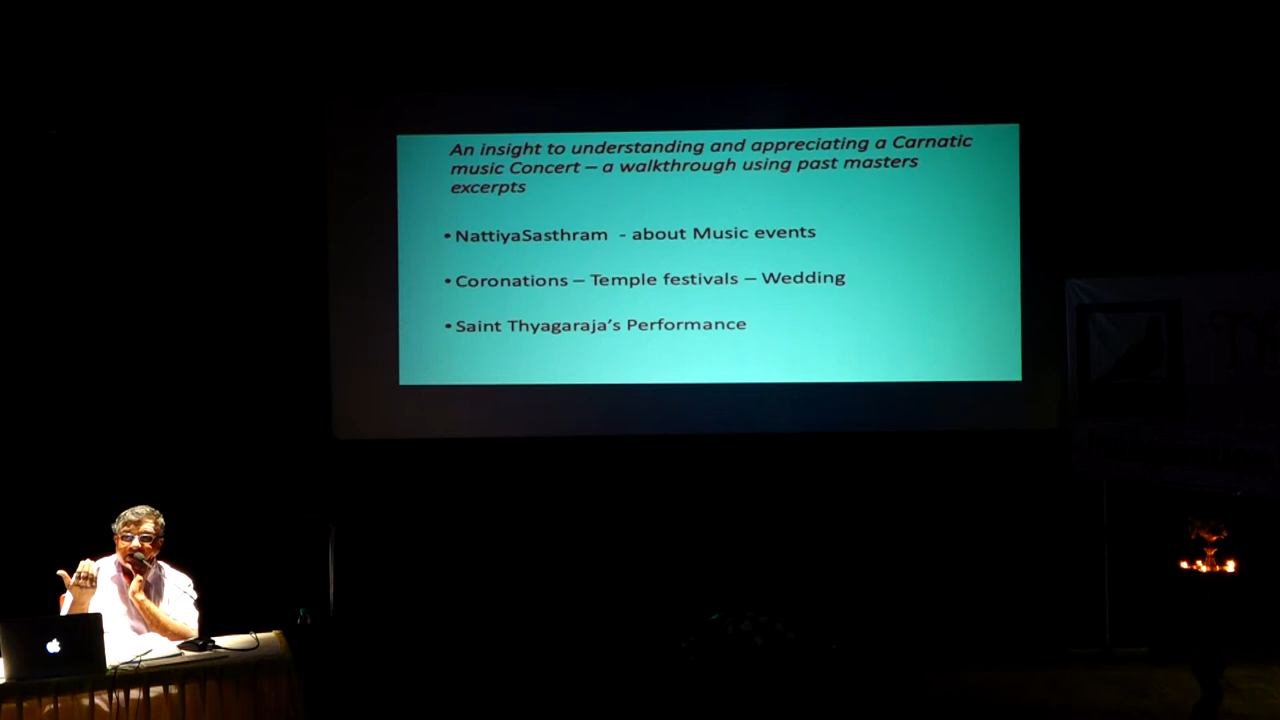 An insight to understanding and appreciating a Carnatic
music Concert – a walkthrough using past masters
excerpts
• NattiyaSasthram - about Music events
• Coronations – Temple festivals – Wedding
• Saint Thyagaraja's Performance